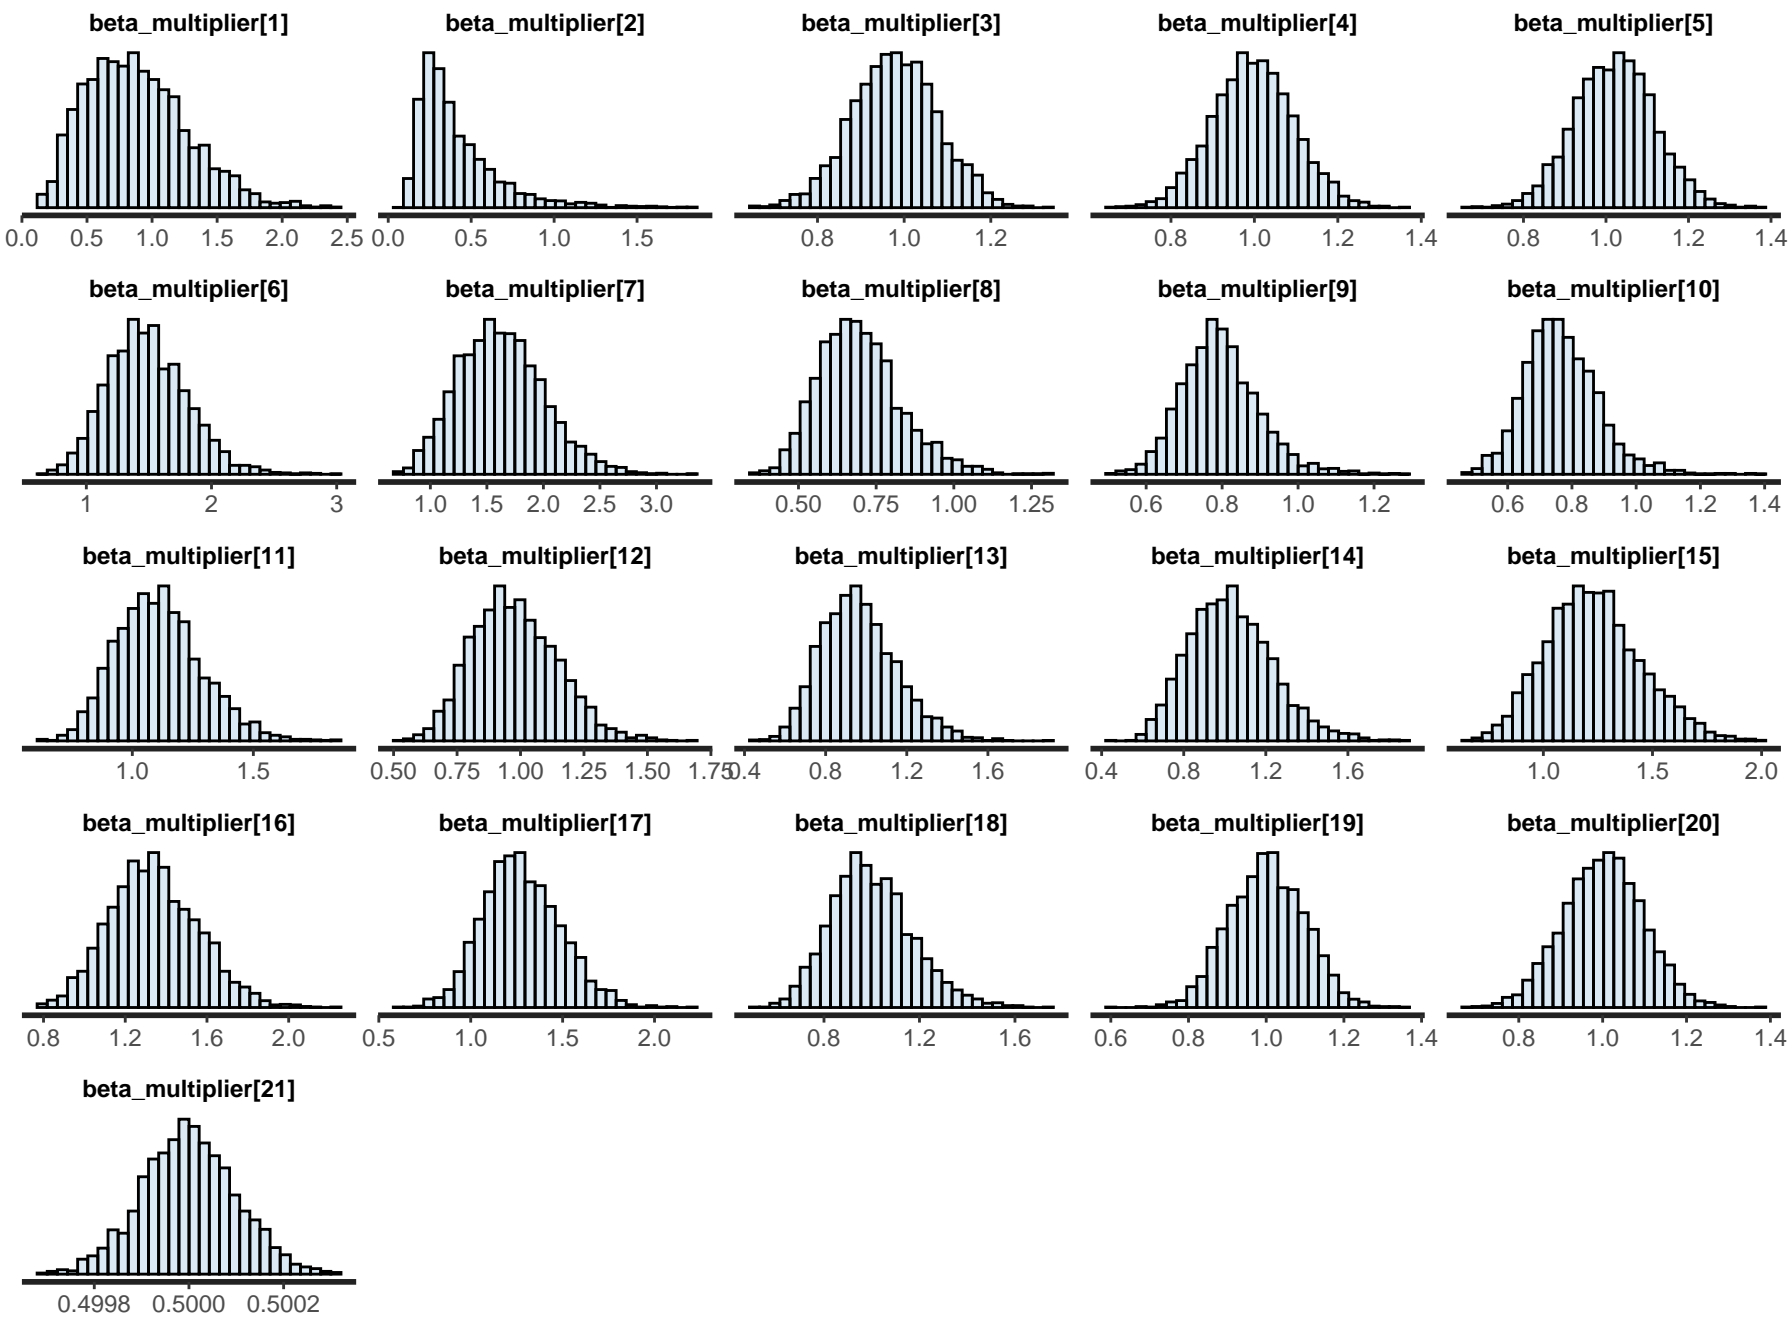 beta_multiplier[1] beta_multiplier[2] beta_multiplier[3] beta_multiplier[4] beta_multiplier[5]
0.0 0.5 1.0 1.5 2.0 2.5 0.0 0.5 1.0 1.5 0.8 1.0 1.2 0.8 1.0 1.2 1.4 0.8 1.0 1.2 1.4
beta_multiplier[6] beta_multiplier[7] beta_multiplier[8] beta_multiplier[9] beta_multiplier[10]
1 2 3 1.0 1.5 2.0 2.5 3.0 0.50 0.75 1.00 1.25 0.6 0.8 1.0 1.2 0.6 0.8 1.0 1.2 1.4
beta_multiplier[11] beta_multiplier[12] beta_multiplier[13] beta_multiplier[14] beta_multiplier[15]
1.0 1.5 0.50 0.75 1.00 1.25 1.50 1.75 0.4 0.8 1.2 1.6 0.4 0.8 1.2 1.6 1.0 1.5 2.0
beta_multiplier[16] beta_multiplier[17] beta_multiplier[18] beta_multiplier[19] beta_multiplier[20]
0.8 1.2 1.6 2.0 0.5 1.0 1.5 2.0 0.8 1.2 1.6 0.6 0.8 1.0 1.2 1.4 0.8 1.0 1.2 1.4
beta_multiplier[21]
0.4998 0.5000 0.5002